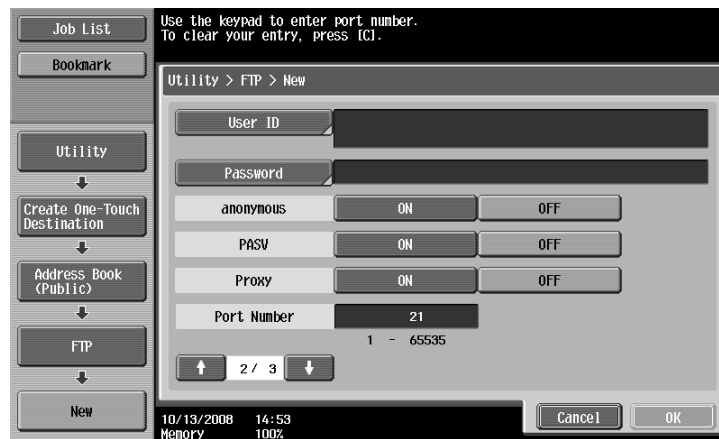 Job List
Bookmark
Utility
Create One-Touch
Destination
Address Book
(Public)
FTP
New
Use the keypad to enter port number.
To clear your entry, press [C].
Utility > FTP > New
User ID
Password
anonymous ON OFF
PASV ON OFF
Proxy ON OFF
Port Number 21
1 - 65535
2/ 3
10/13/2008 14:53
Memory 100%
Cancel OK